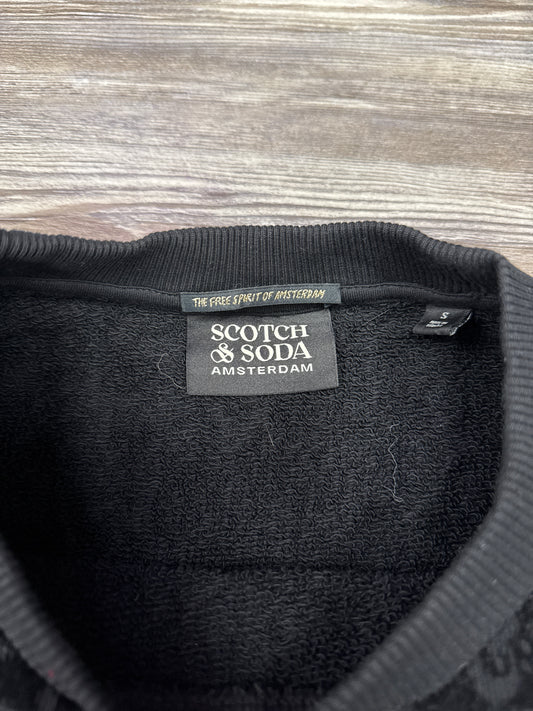 THE FREE SPIRIT OF AMSTERDAM
SCOTCH
& SODA
AMSTERDAM
S